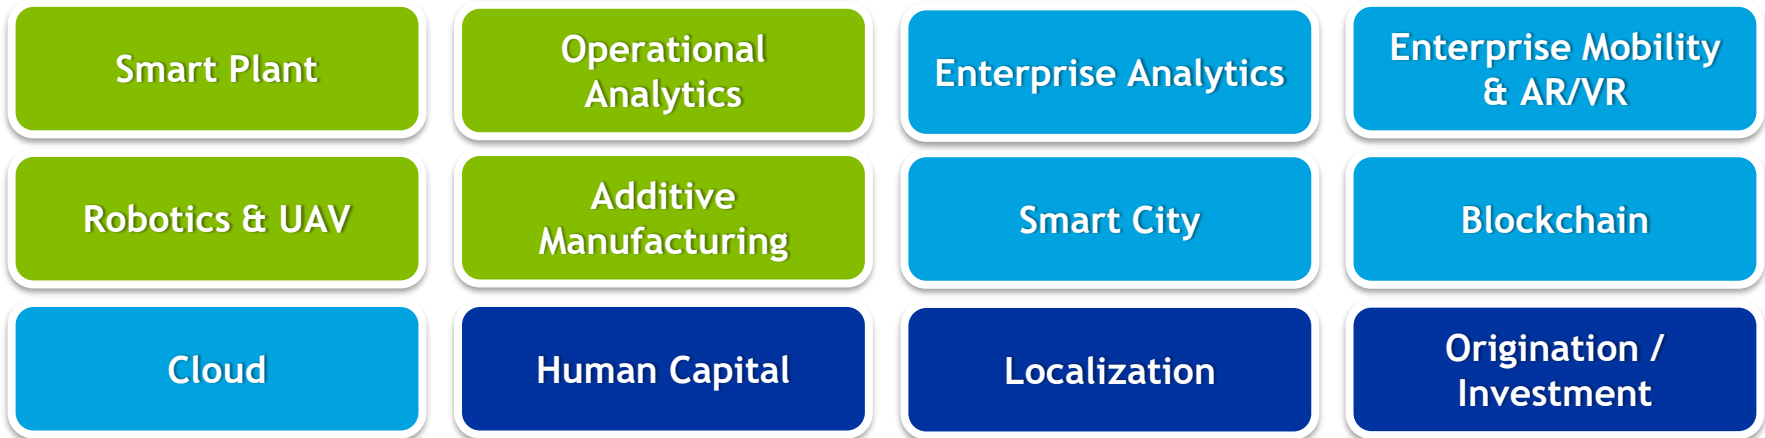 Smart Plant
Operational
Analytics
Enterprise Analytics
Enterprise Mobility
& AR/VR
Robotics & UAV
Additive
Manufacturing
Smart City
Blockchain
Cloud
Human Capital
Localization
Origination /
Investment